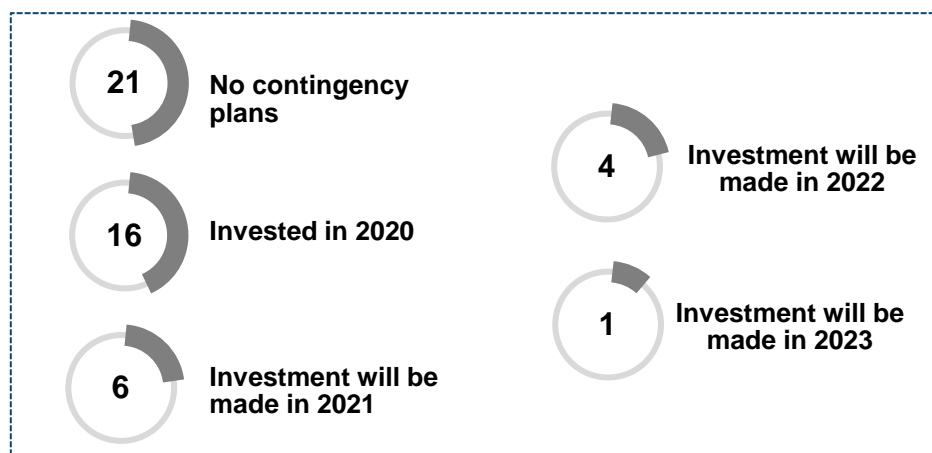 21
No contingency
plans
16
Invested in 2020
6
Investment will be
made in 2021
4
Investment will be
made in 2022
1
Investment will be
made in 2023